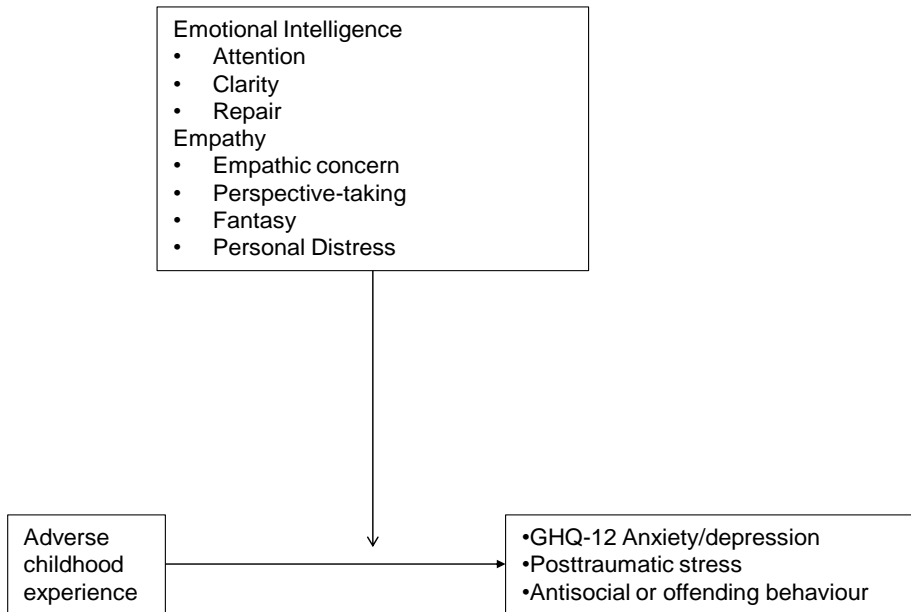 Emotional Intelligence
• Attention
• Clarity
• Repair
Empathy
• Empathic concern
• Perspective-taking
• Fantasy
• Personal Distress
Adverse
childhood
experience
•GHQ-12 Anxiety/depression
•Posttraumatic stress
•Antisocial or offending behaviour